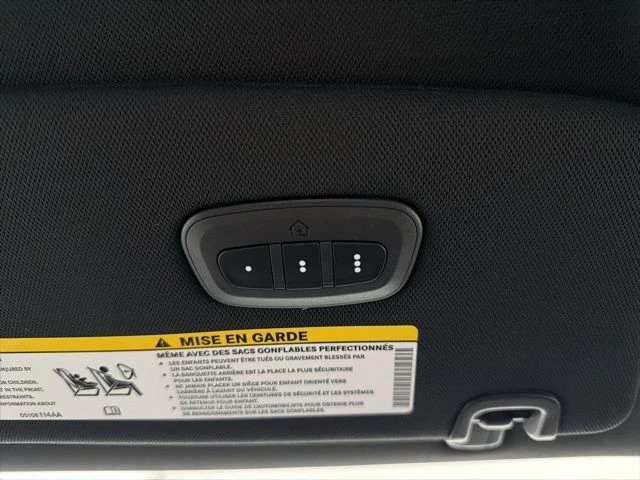 MISE EN GARDE
MÊME AVEC DES SACS GONFLABLES PERFECTIONNÉS
• LES ENFANTS PEUVENT ÊTRE TUÉS OU GRAVEMENT BLESSÉS PAR
UN SAC GONFLABLE.
• LA BANQUETTE ARRIÈRE EST LA PLACE LA PLUS SÉCURITAIRE
POUR LES ENFANTS.
• NE JAMAIS PLACER UN SIÈGE POUR ENFANT ORIENTÉ VERS
L'ARRIÈRE À L'AVANT DU VÉHICULE.
• TOUJOURS UTILISER LES CEINTURES DE SÉCURITÉ ET LES SYSTÈMES
DE RETENUE POUR ENFANT.
• CONSULTER LE GUIDE DE L'AUTOMOBILISTE POUR PLUS DE
RENSEIGNEMENTS SUR LES SACS GONFLABLES.
NJURED BY
OR CHILDREN.
T IN THE FRONT.
RESTRAINTS.
INFORMATION ABOUT
05108114AA